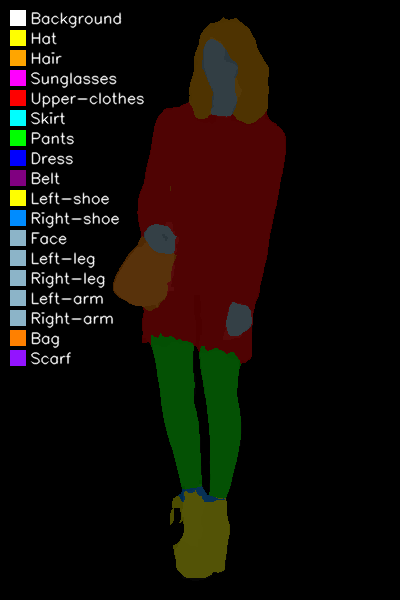 Background
Hat
Hair
Sunglasses
Upper-clothes
Skirt
Pants
Dress
Belt
Left-shoe
Right-shoe
Face
Left-leg
Right-leg
Left-arm
Right-arm
Bag
Scarf